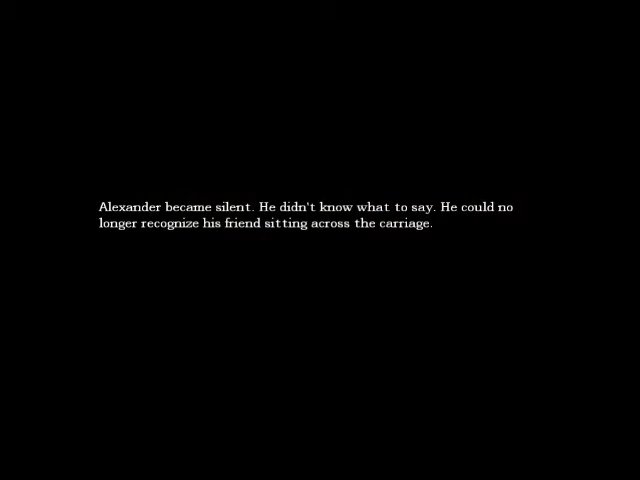 Alexander became silent. He didn't know what to say. He could no
longer recognize his friend sitting across the carriage.